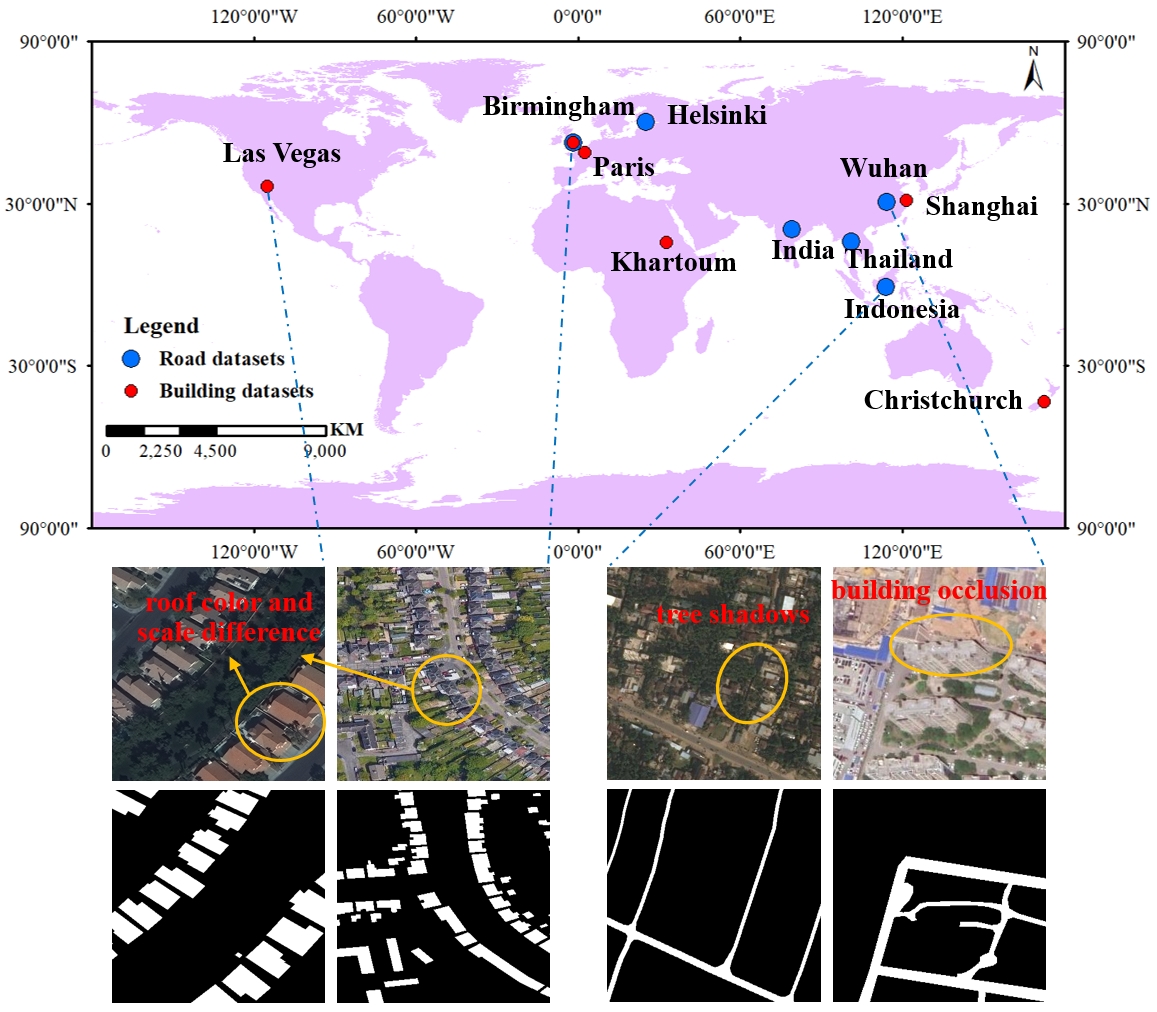 120°0'0"W 60°0'0"W 0°0'0" 60°0'0"E 120°0'0"E
90°0'0" 90°0'0"
N
Birmingham Helsinki
Las Vegas Paris Wuhan
30°0'0"N 30°0'0"N
Shanghai
Khartoum India Thailand
Indonesia
Legend
Road datasets
30°0'0"S 30°0'0"S
Building datasets
Christchurch
KM
0 2,250 4,500 9,000
90°0'0" 90°0'0"
120°0'0"W 60°0'0"W 0°0'0" 60°0'0"E 120°0'0"E
roof color and
scale difference
tree shadows
building occlusion